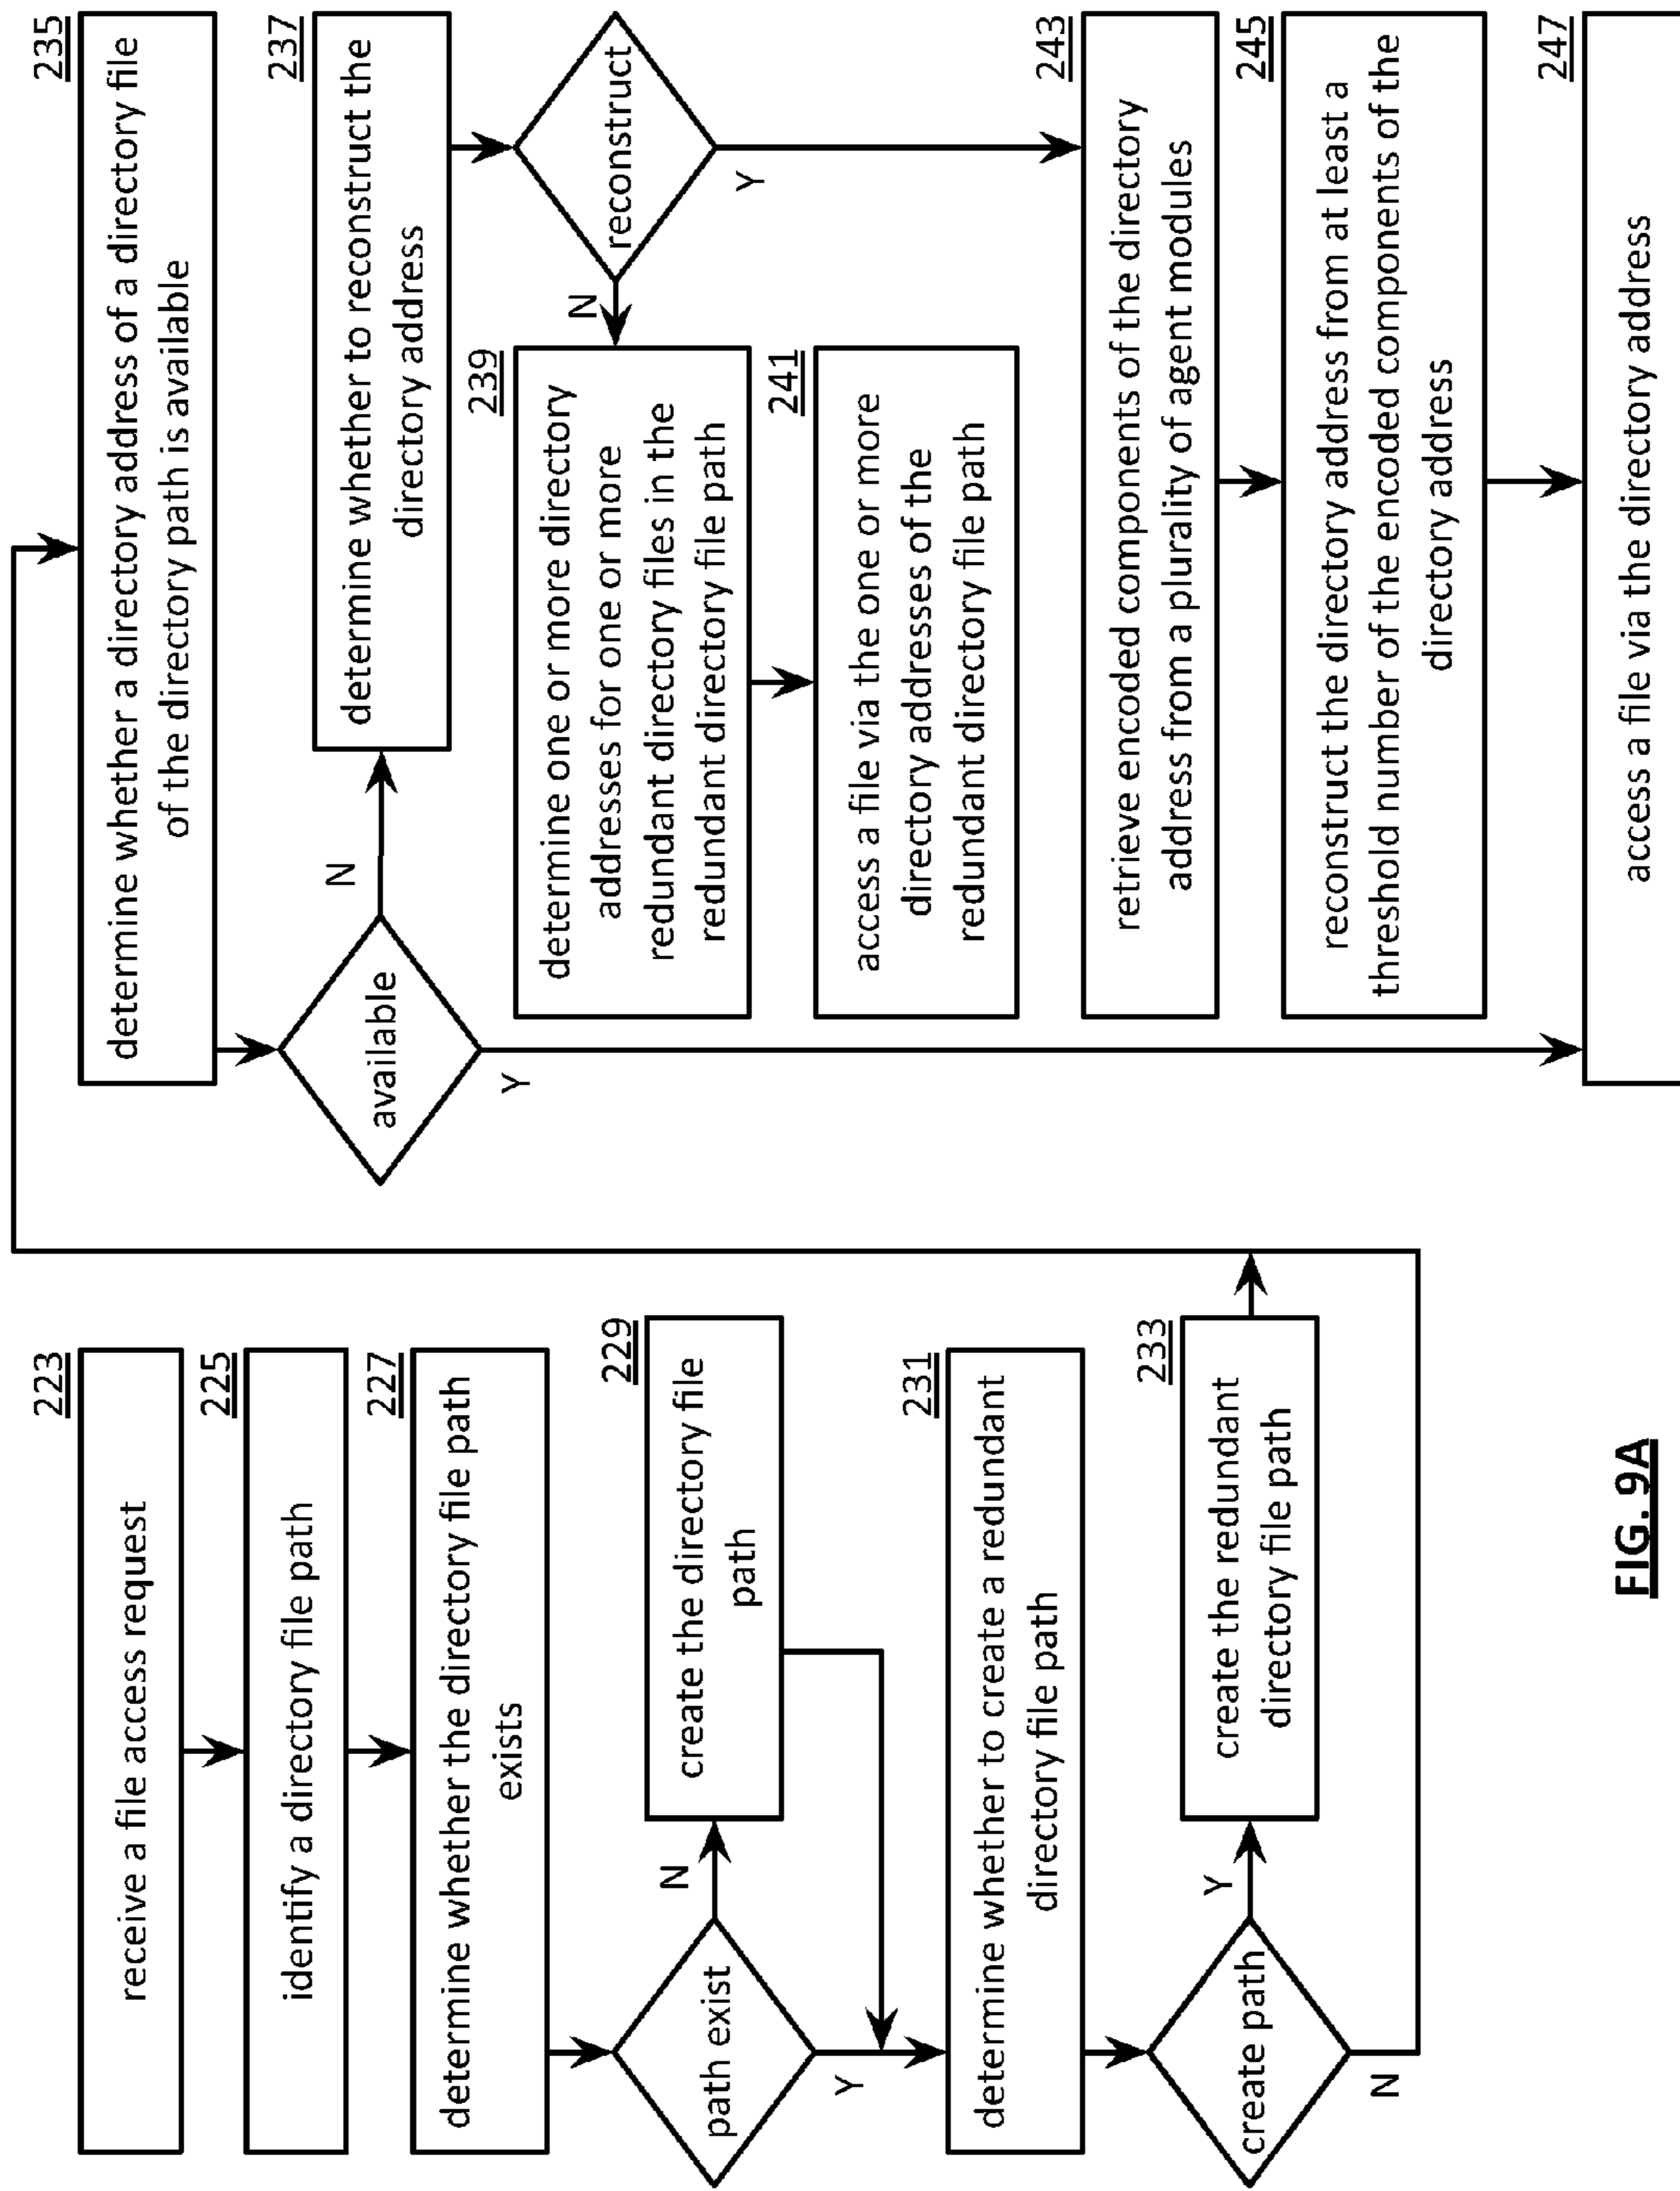 223
receive a file access request
225
identify a directory file path
227
determine whether the directory file path
exists
path exist
N
Y
229
create the directory file
path
231
determine whether to create a redundant
directory file path
create path
Y
N
233
create the redundant
directory file path
235
determine whether a directory address of a directory file
of the directory path is available
available
N
Y
237
determine whether to reconstruct the
directory address
reconstruct
N
Y
239
determine one or more directory
addresses for one or more
redundant directory files in the
redundant directory file path
241
access a file via the one or more
directory addresses of the
redundant directory file path
243
retrieve encoded components of the directory
address from a plurality of agent modules
245
reconstruct the directory address from at least a
threshold number of the encoded components of the
directory address
247
access a file via the directory address
FIG. 9A